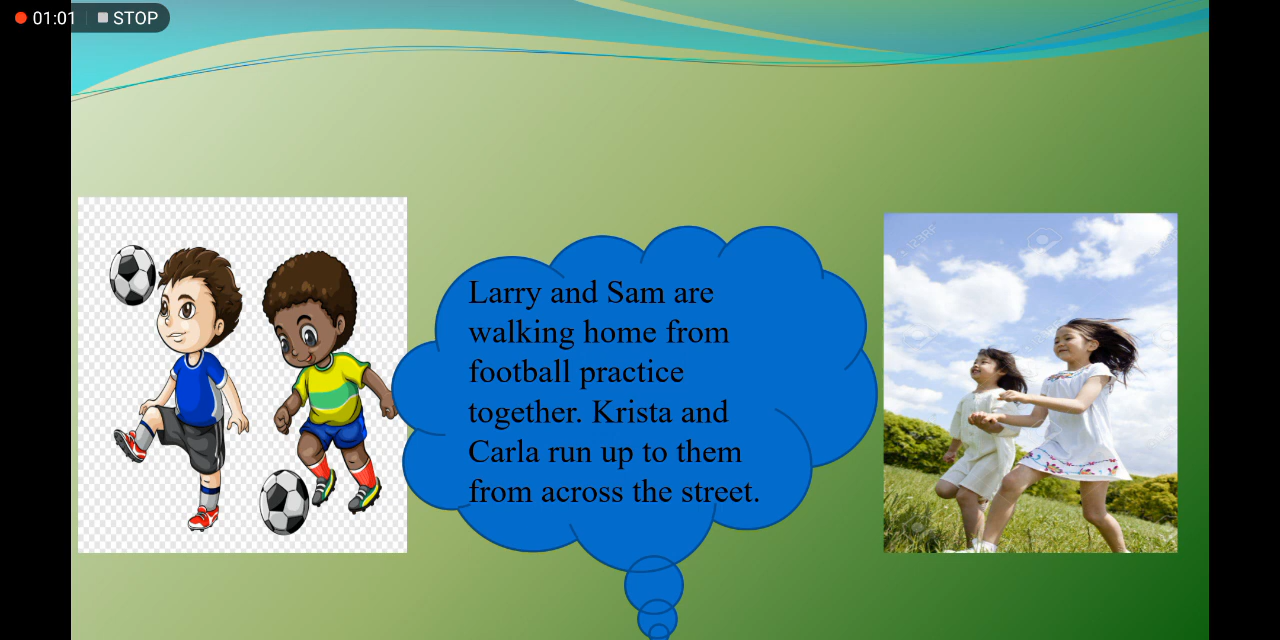 01:01 STOP
Larry and Sam are
walking home from
football practice
together. Krista and
Carla run up to them
from across the street.
123RF